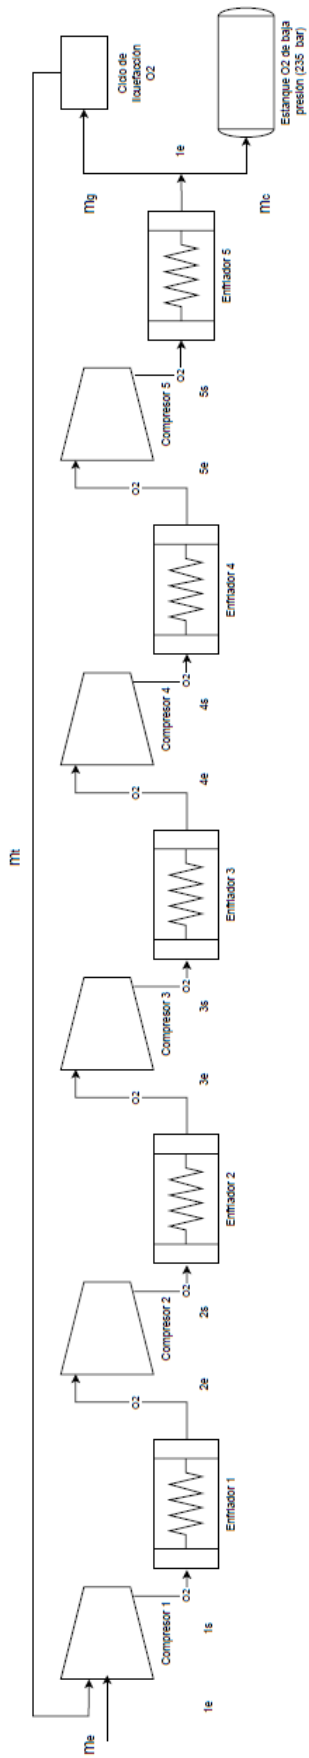 me
1e
Compresor 1
O2
1s
Enfriador 1
O2
2e
Compresor 2
O2
2s
Enfriador 2
O2
3e
Compresor 3
O2
3s
Enfriador 3
O2
4e
Compresor 4
O2
4s
Enfriador 4
O2
5e
Compresor 5
O2
5s
Enfriador 5
1e
mg
mc
mt
Ciclo de
licuefacción
O2
Estanque O2 de baja
presión (235 bar)